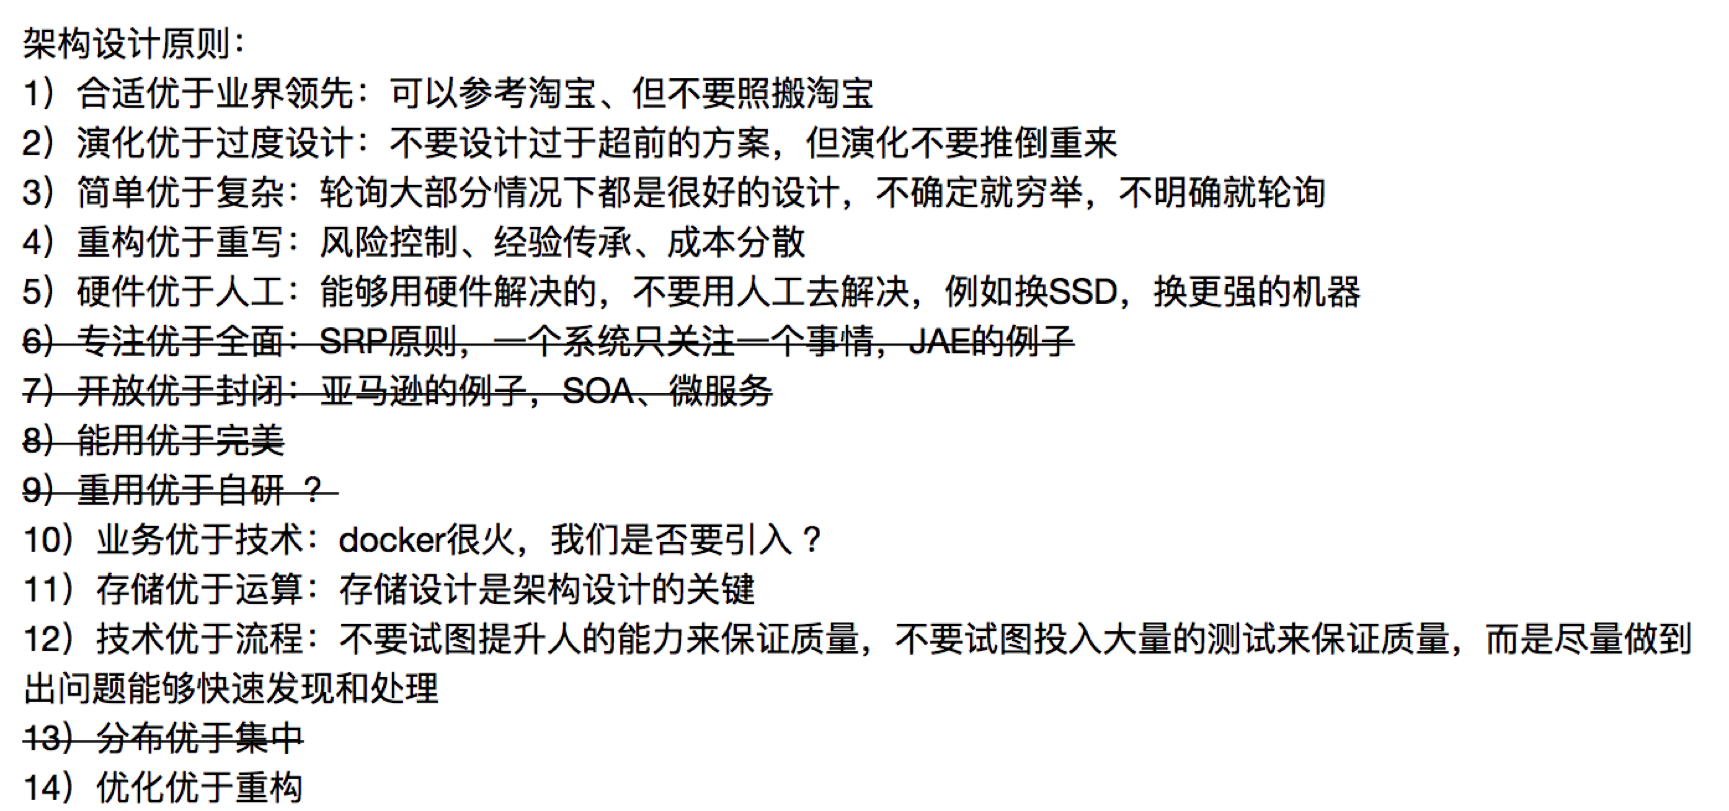 架构设计原则：
1）合适优于业界领先：可以参考淘宝、但不要照搬淘宝
2）演化优于过度设计：不要设计过于超前的方案，但演化不要推倒重来
3）简单优于复杂：轮询大部分情况下都是很好的设计，不确定就穷举，不明确就轮询
4）重构优于重写：风险控制、经验传承、成本分散
5）硬件优于人工：能够用硬件解决的，不要用人工去解决，例如换SSD，换更强的机器
6）专注优于全面：SRP原则，一个系统只关注一个事情，JAE的例子
7）开放优于封闭：亚马逊的例子，SOA、微服务
8）能用优于完美
9）重用优于自研 ？
10）业务优于技术：docker很火，我们是否要引入？
11）存储优于运算：存储设计是架构设计的关键
12）技术优于流程：不要试图提升人的能力来保证质量，不要试图投入大量的测试来保证质量，而是尽量做到
出问题能够快速发现和处理
13）分布优于集中
14）优化优于重构